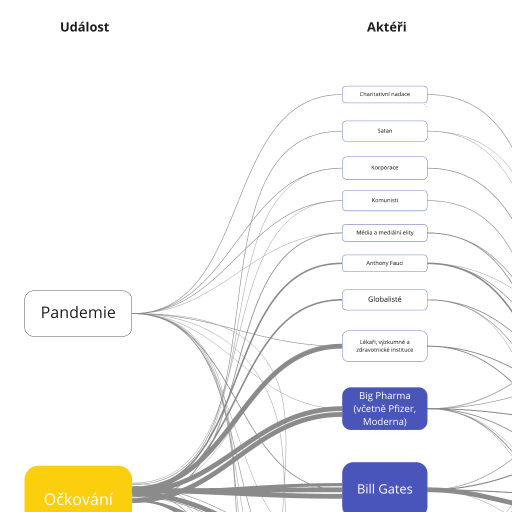 Událost
Aktéři
Charitativní nadace
Satan
Korporace
Komunisti
Média a mediální elity
Anthony Fauci
Globalisté
Pandemie
Lékaři, výzkumné a
zdravotnické instituce
Big Pharma
(včetně Pfizer,
Moderna)
Bill Gates
Očkování